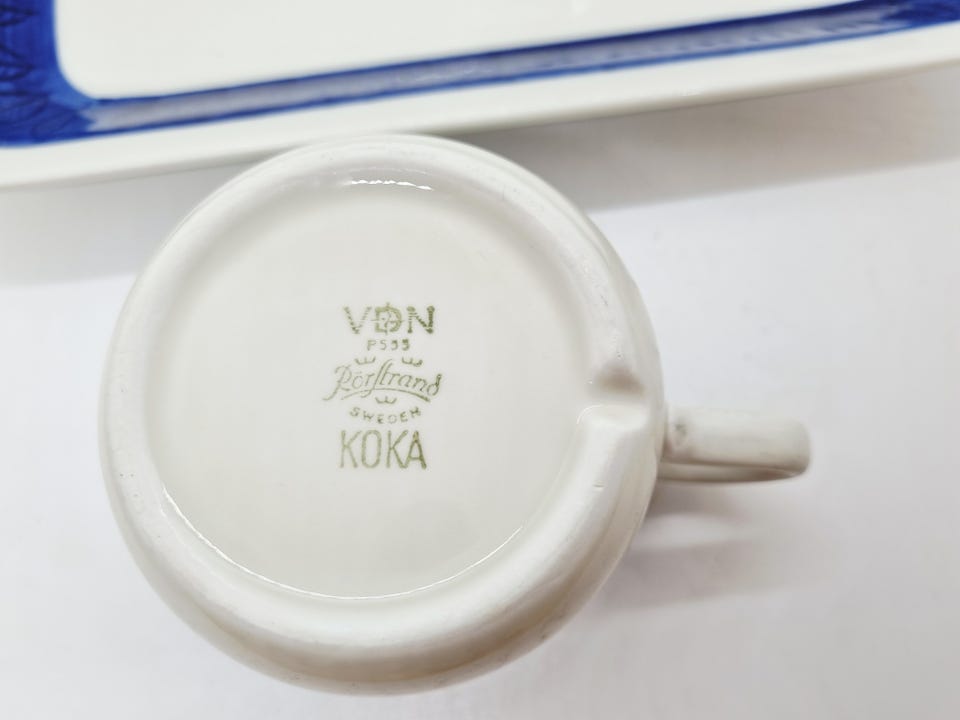 VDN
P555
Rörstrand
SWEDEN
KOKA